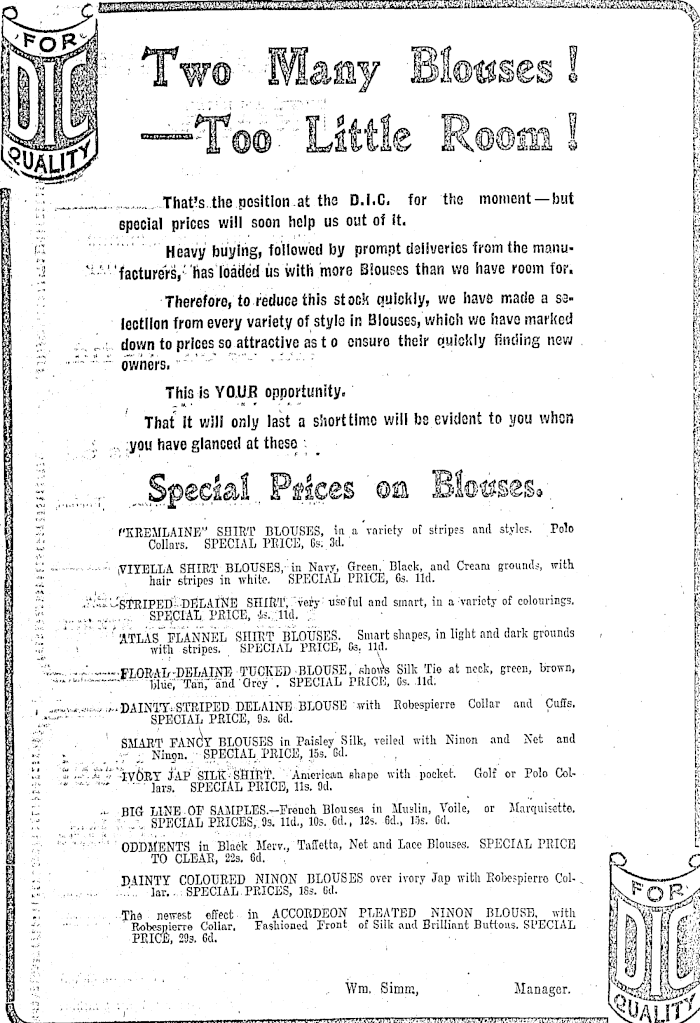 FOR
DIC
QUALITY
Two Many Blouses!
—Too Little Room!
That's the position at the D.I.C. for the moment—but
special prices will soon help us out of it.
Heavy buying, followed by prompt deliveries from the manu-
facturers, has loaded us with more Blouses than we have room for.
Therefore, to reduce this stock quickly, we have made a se-
lectiion from every variety of style in Blouses, which we have marked
down to prices so attractive as t o ensure their quickly finding new
owners.
This is YOUR opportunity.
That it will only last a short time will be evident to you when
you have glanced at these
Special Prices on Blouses.
"KREMLAINE" SHIRT BLOUSES, in a variety of stripes and styles. Polo
Collars. SPECIAL PRICE, 6s. 3d.
VIYELLA SHIRT BLOUSES, in Navy, Green, Black, and Cream grounds, with
hair stripes in white. SPECIAL PRICE, 6s. 11d.
STRIPED DELAINE SHIRT, very useful and smart, in a variety of colourings.
SPECIAL PRICE, 4s. 11d.
ATLAS FLANNEL SHIRT BLOUSES. Smart shapes, in light and dark grounds
with stripes. SPECIAL PRICE, 6s. 11d.
FLORAL DELAINE TUCKED BLOUSE, shows Silk Tie at neck, green, brown,
blue, Tan, and Grey . SPECIAL PRICE, 6s. 11d.
DAINTY STRIPED DELAINE BLOUSE with Robespierre Collar and Cuffs.
SPECIAL PRICE, 9s. 6d.
SMART FANCY BLOUSES in Paisley Silk, veiled with Ninon and Net and
Ninon. SPECIAL PRICE, 15s. 6d.
IVORY JAP SILK SHIRT. American shape with pocket. Golf or Polo Col-
lars. SPECIAL PRICE, 11s. 9d.
BIG LINE OF SAMPLES.—French Blouses in Muslin, Voile, or Marquisette.
SPECIAL PRICES, 9s. 11d., 10s. 6d., 12s. 6d., 15s. 6d.
ODDMENTS in Black Merv., Taffetta, Net and Lace Blouses. SPECIAL PRICE
TO CLEAR, 22s. 6d.
DAINTY COLOURED NINON BLOUSES over ivory Jap with Robespierre Col-
lar. SPECIAL PRICES, 18s. 6d.
The newest effect in ACCORDEON PLEATED NINON BLOUSE, with
Robespierre Collar. Fashioned Front of Silk and Brilliant Buttons. SPECIAL
PRICE, 29s. 6d.
Wm. Simm, Manager.
FOR
DIC
QUALITY